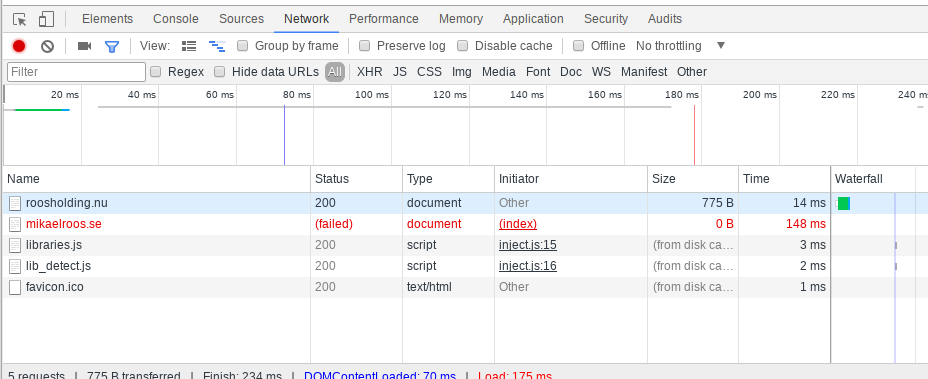 Elements Console Sources Network Performance Memory Application Security Audits
View: Group by frame Preserve log Disable cache Offline No throttling
Filter Regex Hide data URLs All XHR JS CSS Img Media Font Doc WS Manifest Other
20 ms 40 ms 60 ms 80 ms 100 ms 120 ms 140 ms 160 ms 180 ms 200 ms 220 ms 240 m
Name Status Type Initiator Size Time Waterfall
roosholding.nu 200 document Other 775 B 14 ms
mikaelroos.se (failed) document (index) 0 B 148 ms
libraries.js 200 script inject.js:15 (from disk ca… 3 ms
lib_detect.js 200 script inject.js:16 (from disk ca… 2 ms
favicon.ico 200 text/html Other (from disk ca… 1 ms
5 requests | 775 B transferred | Finish: 234 ms | DOMContentLoaded: 70 ms | Load: 175 ms